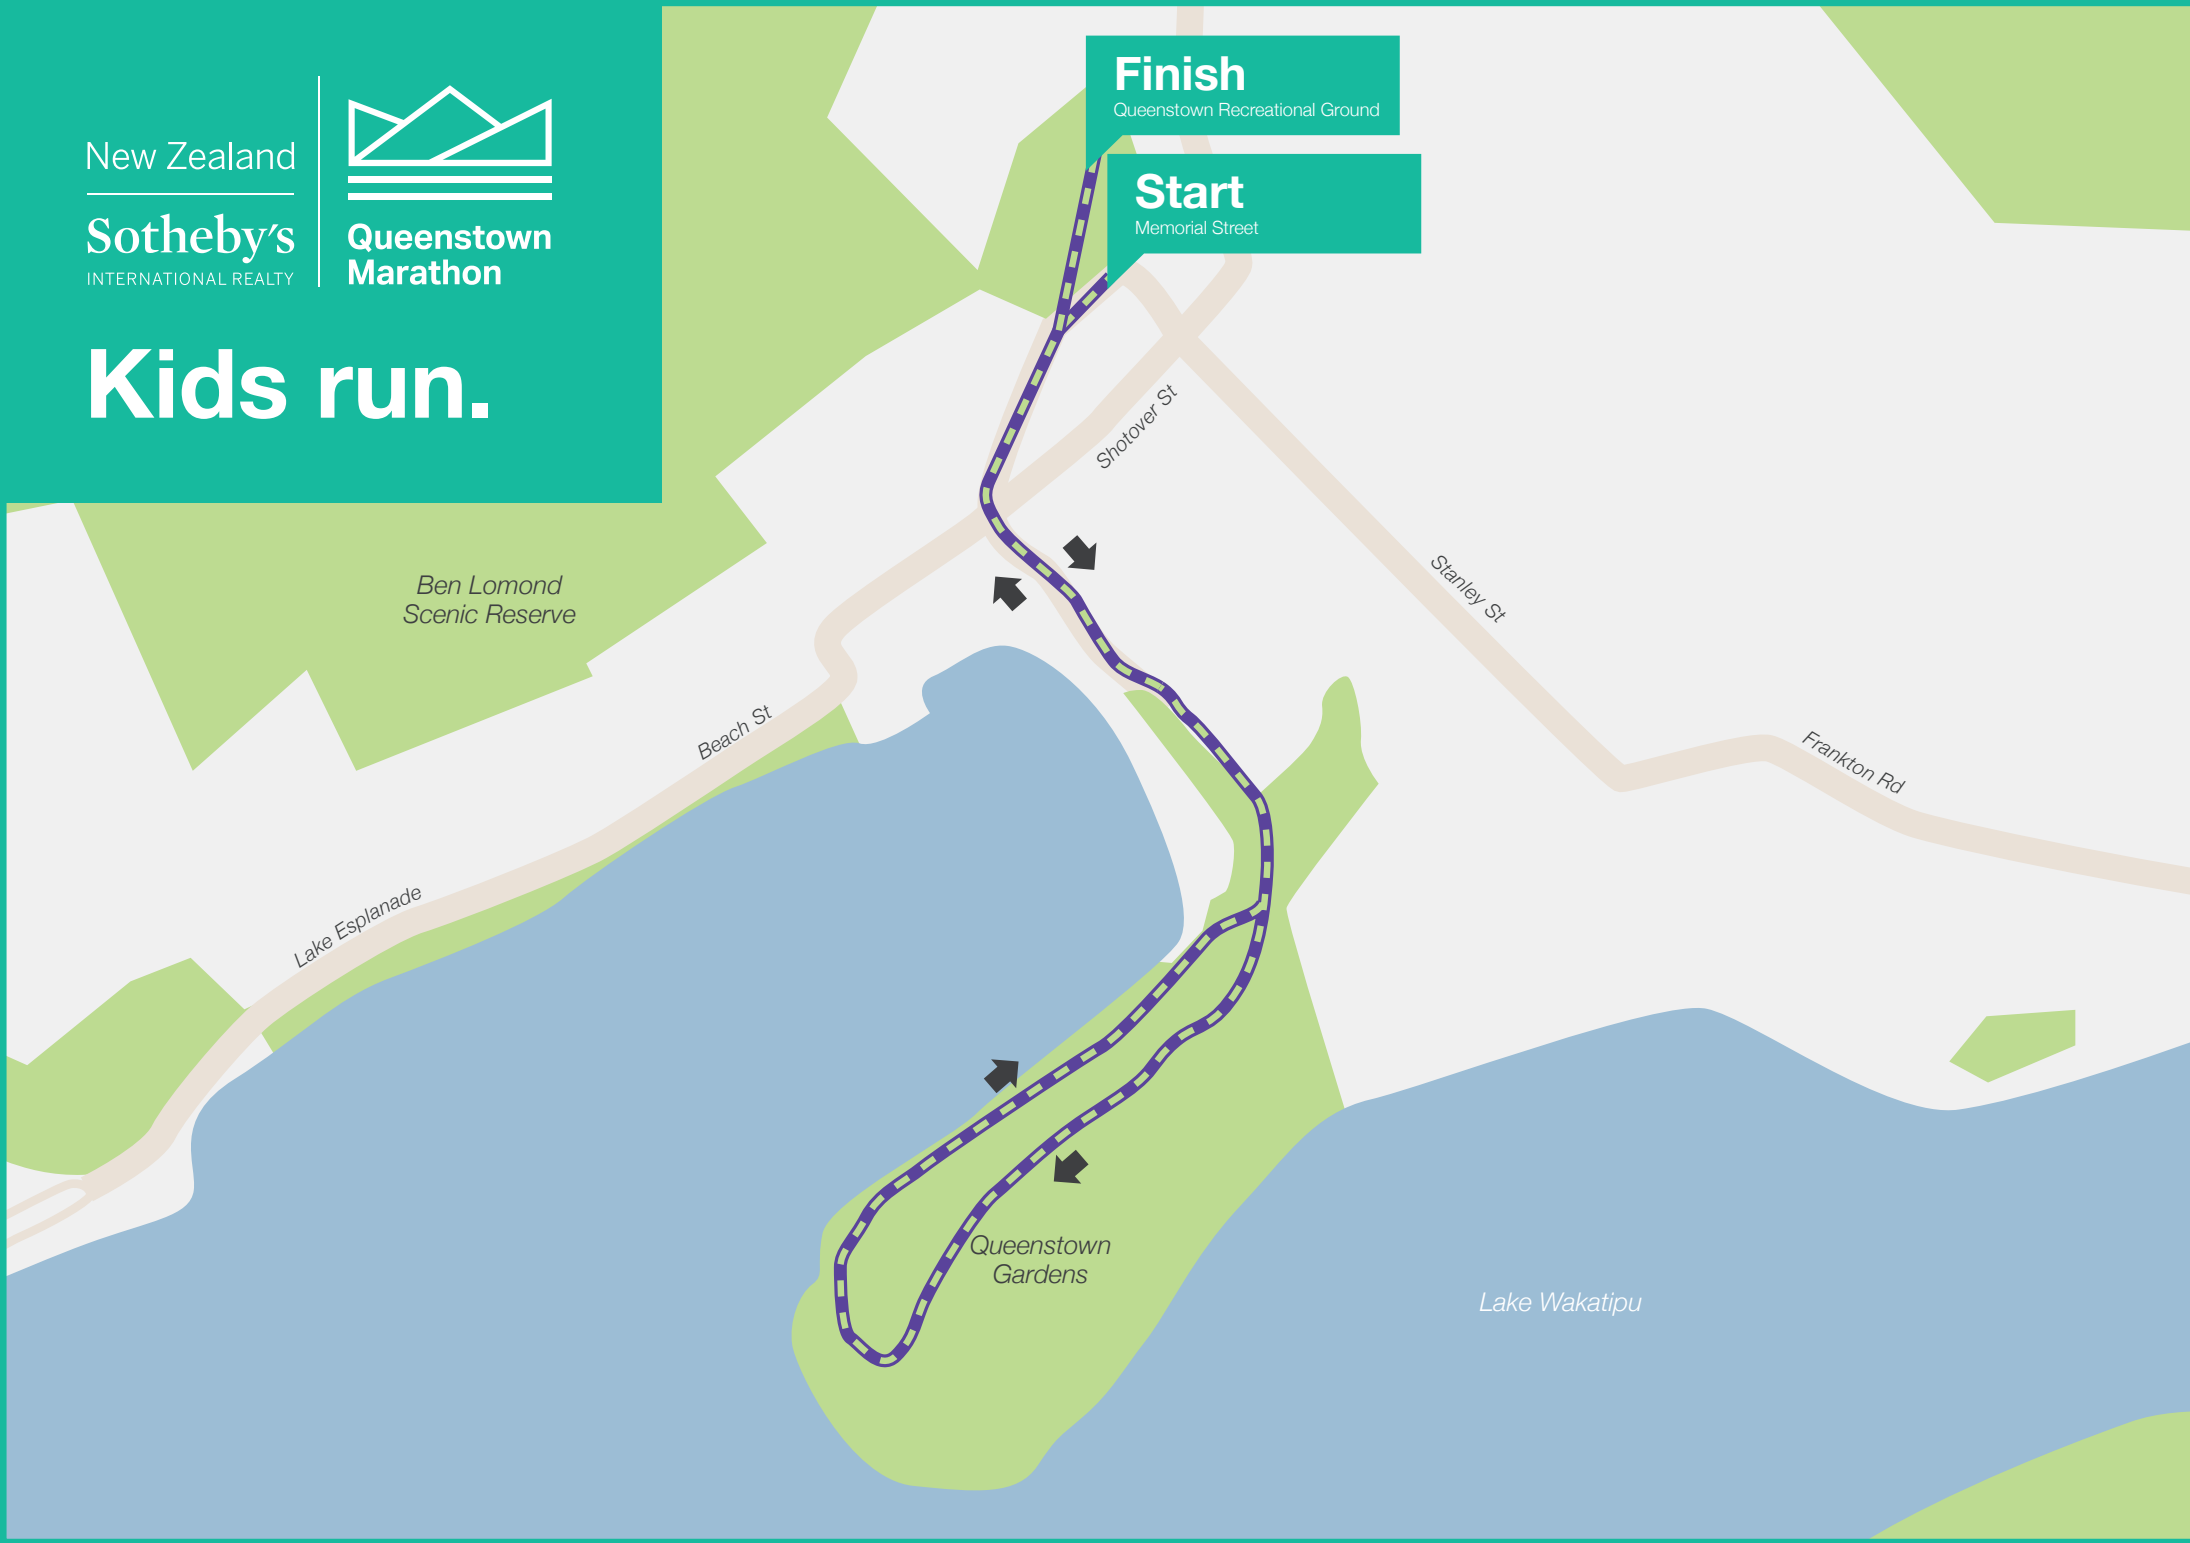 New Zealand
Sotheby's
INTERNATIONAL REALTY
Queenstown
Marathon
Kids run.
Finish
Queenstown Recreational Ground
Start
Memorial Street
Shotover St
Stanley St
Frankton Rd
Ben Lomond
Scenic Reserve
Beach St
Lake Esplanade
Queenstown
Gardens
Lake Wakatipu